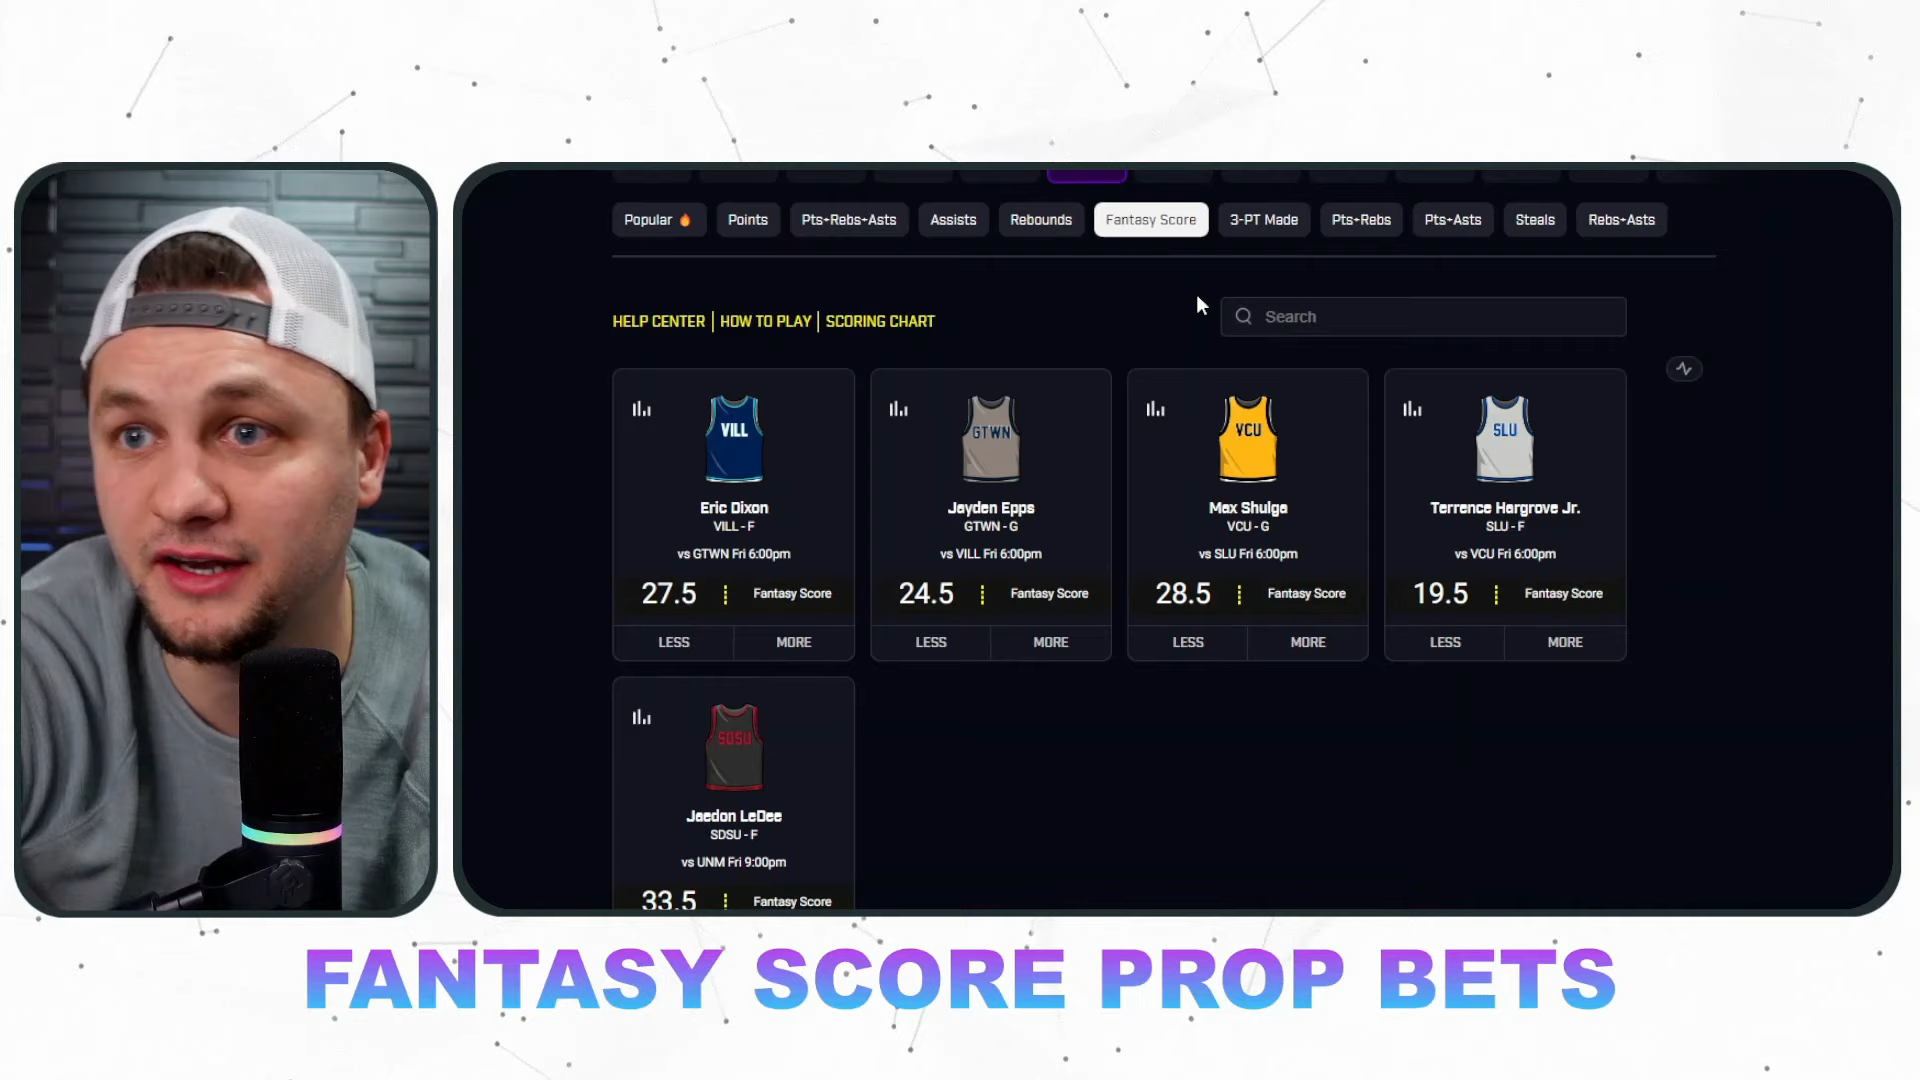 Popular Points Pts+Rebs+Asts Assists Rebounds Fantasy Score 3-PT Made Pts+Rebs Pts+Asts Steals Rebs+Asts
HELP CENTER | HOW TO PLAY | SCORING CHART
Search
VILL
Eric Dixon
VILL - F
vs GTWN Fri 6:00pm
27.5 Fantasy Score
LESS MORE
GTWN
Jayden Epps
GTWN - G
vs VILL Fri 6:00pm
24.5 Fantasy Score
LESS MORE
VCU
Max Shulga
VCU - G
vs SLU Fri 6:00pm
28.5 Fantasy Score
LESS MORE
SLU
Terrence Hargrove Jr.
SLU - F
vs VCU Fri 6:00pm
19.5 Fantasy Score
LESS MORE
SDSU
Jaedon LeDee
SDSU - F
vs UNM Fri 9:00pm
33.5 Fantasy Score
FANTASY SCORE PROP BETS